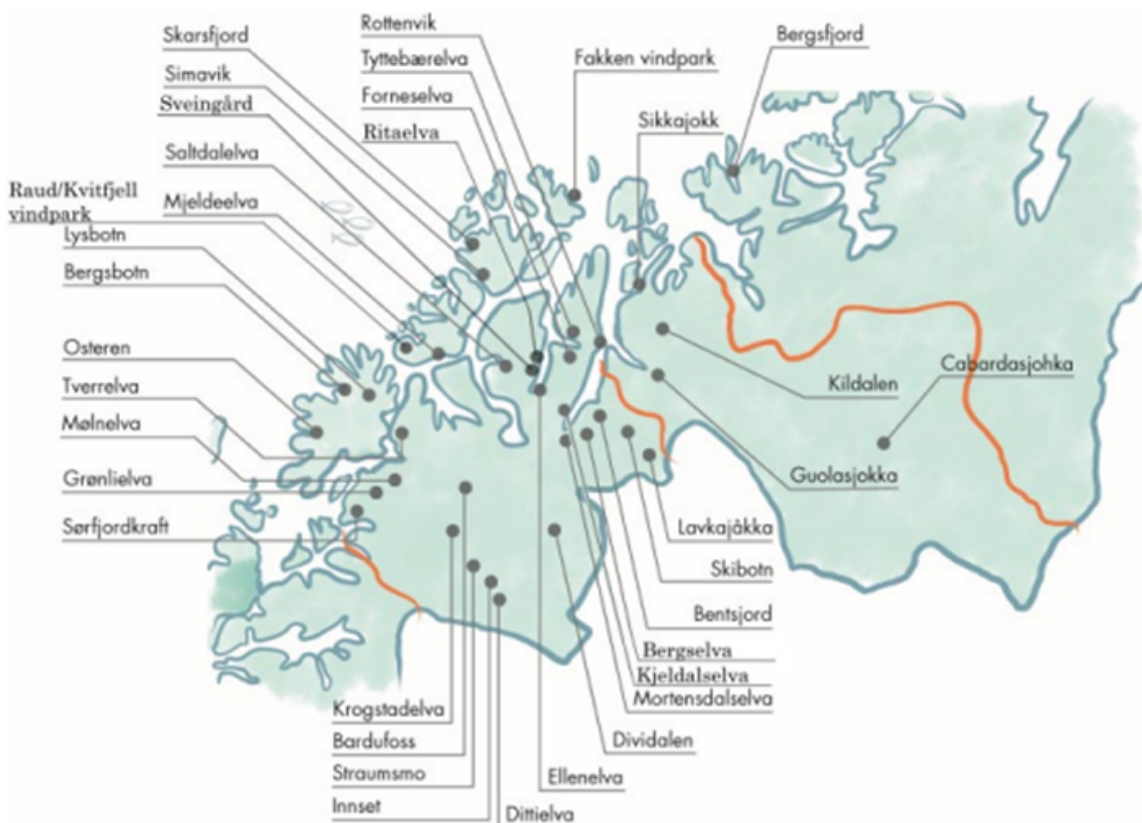 Rottenvik
Skarsfjord
Bergsfjord
Fakken vindpark
Tyttebærelva
Simavik
Forneselva
Sveingård
Sikkajokk
Ritaelva
Saltdalelva
Raud/Kvitfjell
vindpark
Mjeldeelva
Lysbotn
Bergsbotn
Osteren
Tverrelva
Mølnelva
Grønlielva
Sørfjordkraft
Kildalen
Cabardasjohka
Guolasjokka
Lavkajåkka
Skibotn
Bentsjord
Bergselva
Kjeldalselva
Mortensdalselva
Dividalen
Krogstadelva
Bardufoss
Straumsmo
Innset
Ellenelva
Dittielva